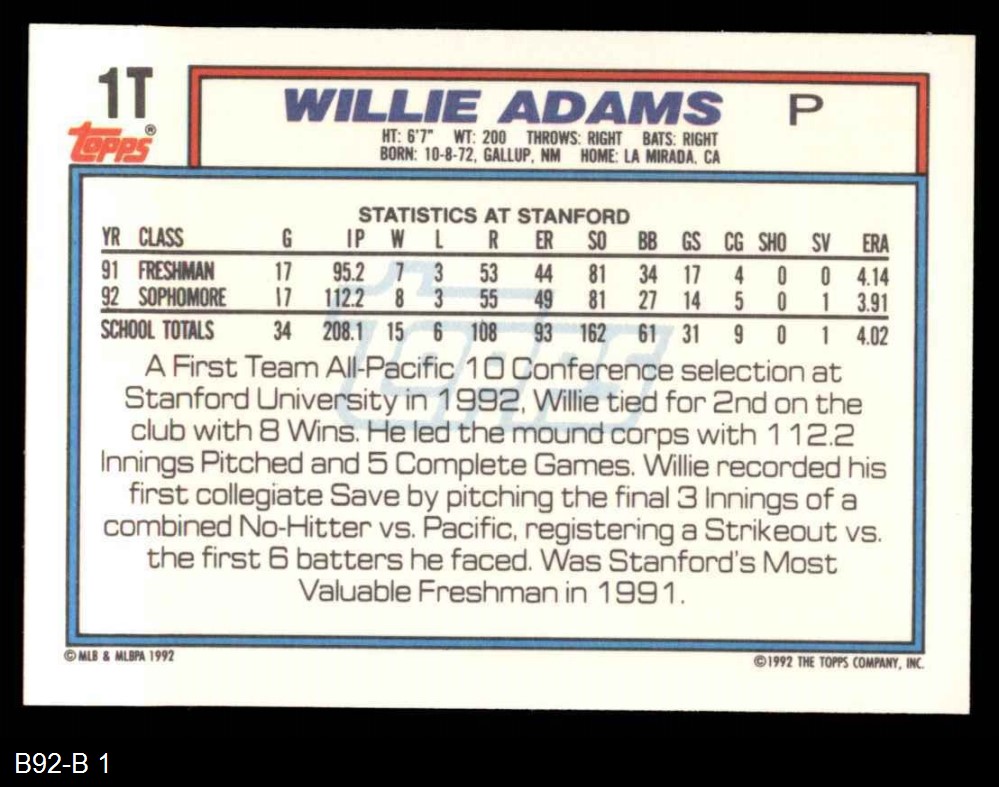 1T
topps®
WILLIE ADAMS P
HT: 6'7" WT: 200 THROWS: RIGHT BATS: RIGHT
BORN: 10-8-72, GALLUP, NM HOME: LA MIRADA, CA
STATISTICS AT STANFORD
YR CLASS G IP W L R ER SO BB GS CG SHO SV ERA
91 FRESHMAN 17 95.2 7 3 53 44 81 34 17 4 0 0 4.14
92 SOPHOMORE 17 112.2 8 3 55 49 81 27 14 5 0 1 3.91
SCHOOL TOTALS 34 208.1 15 6 108 93 162 61 31 9 0 1 4.02
topps
A First Team All-Pacific 10 Conference selection at
Stanford University in 1992, Willie tied for 2nd on the
club with 8 Wins. He led the mound corps with 112.2
Innings Pitched and 5 Complete Games. Willie recorded his
first collegiate Save by pitching the final 3 Innings of a
combined No-Hitter vs. Pacific, registering a Strikeout vs.
the first 6 batters he faced. Was Stanford's Most
Valuable Freshman in 1991.
© MLB & MLBPA 1992
©1992 THE TOPPS COMPANY, INC.
B92-B 1